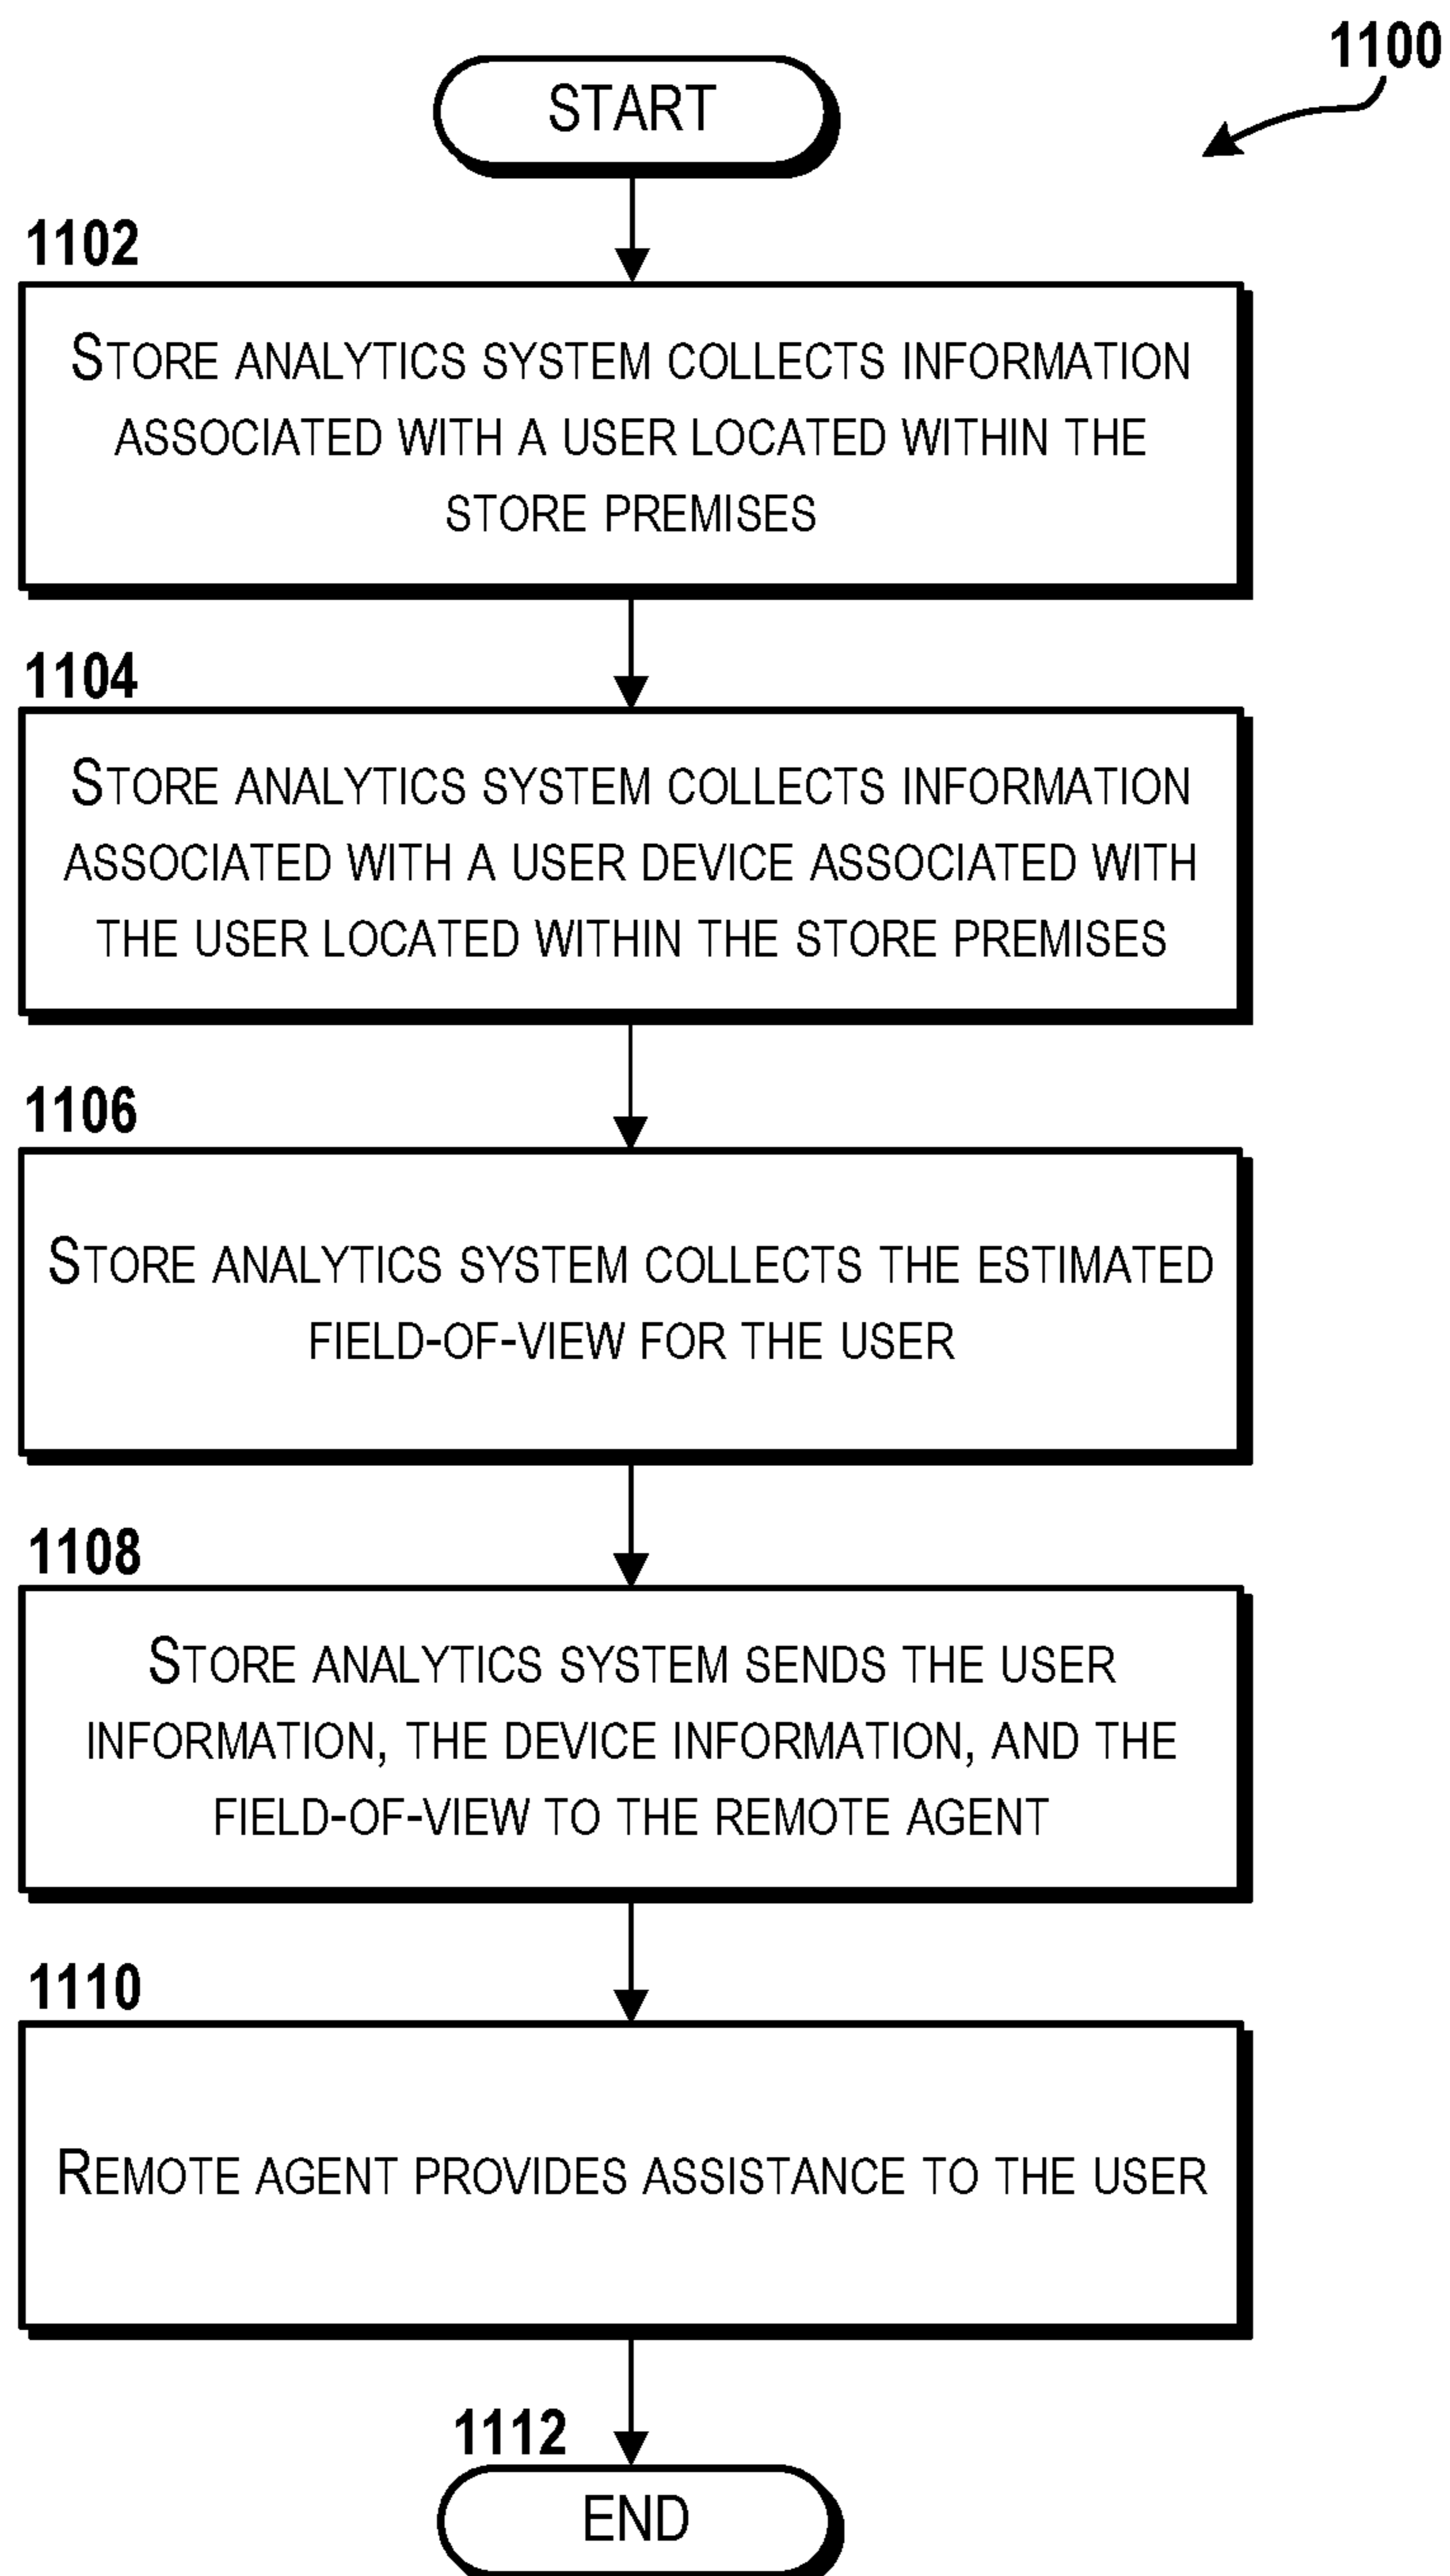 1100
START
1102
STORE ANALYTICS SYSTEM COLLECTS INFORMATION
ASSOCIATED WITH A USER LOCATED WITHIN THE
STORE PREMISES
1104
STORE ANALYTICS SYSTEM COLLECTS INFORMATION
ASSOCIATED WITH A USER DEVICE ASSOCIATED WITH
THE USER LOCATED WITHIN THE STORE PREMISES
1106
STORE ANALYTICS SYSTEM COLLECTS THE ESTIMATED
FIELD-OF-VIEW FOR THE USER
1108
STORE ANALYTICS SYSTEM SENDS THE USER
INFORMATION, THE DEVICE INFORMATION, AND THE
FIELD-OF-VIEW TO THE REMOTE AGENT
1110
REMOTE AGENT PROVIDES ASSISTANCE TO THE USER
1112
END